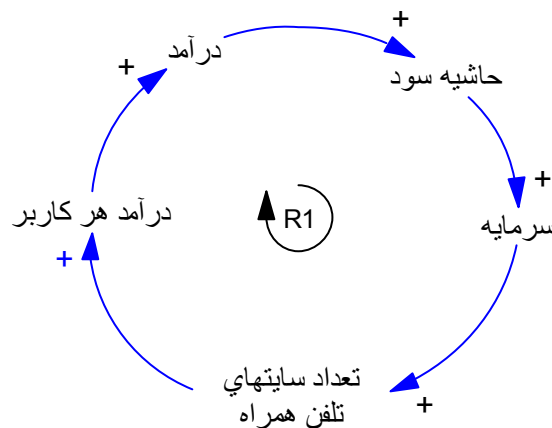 درآمد
+
حاشیه سود
+
سرمایه
+
تعداد سایتهاي
تلفن همراه
+
درآمد هر کاربر
+
R1